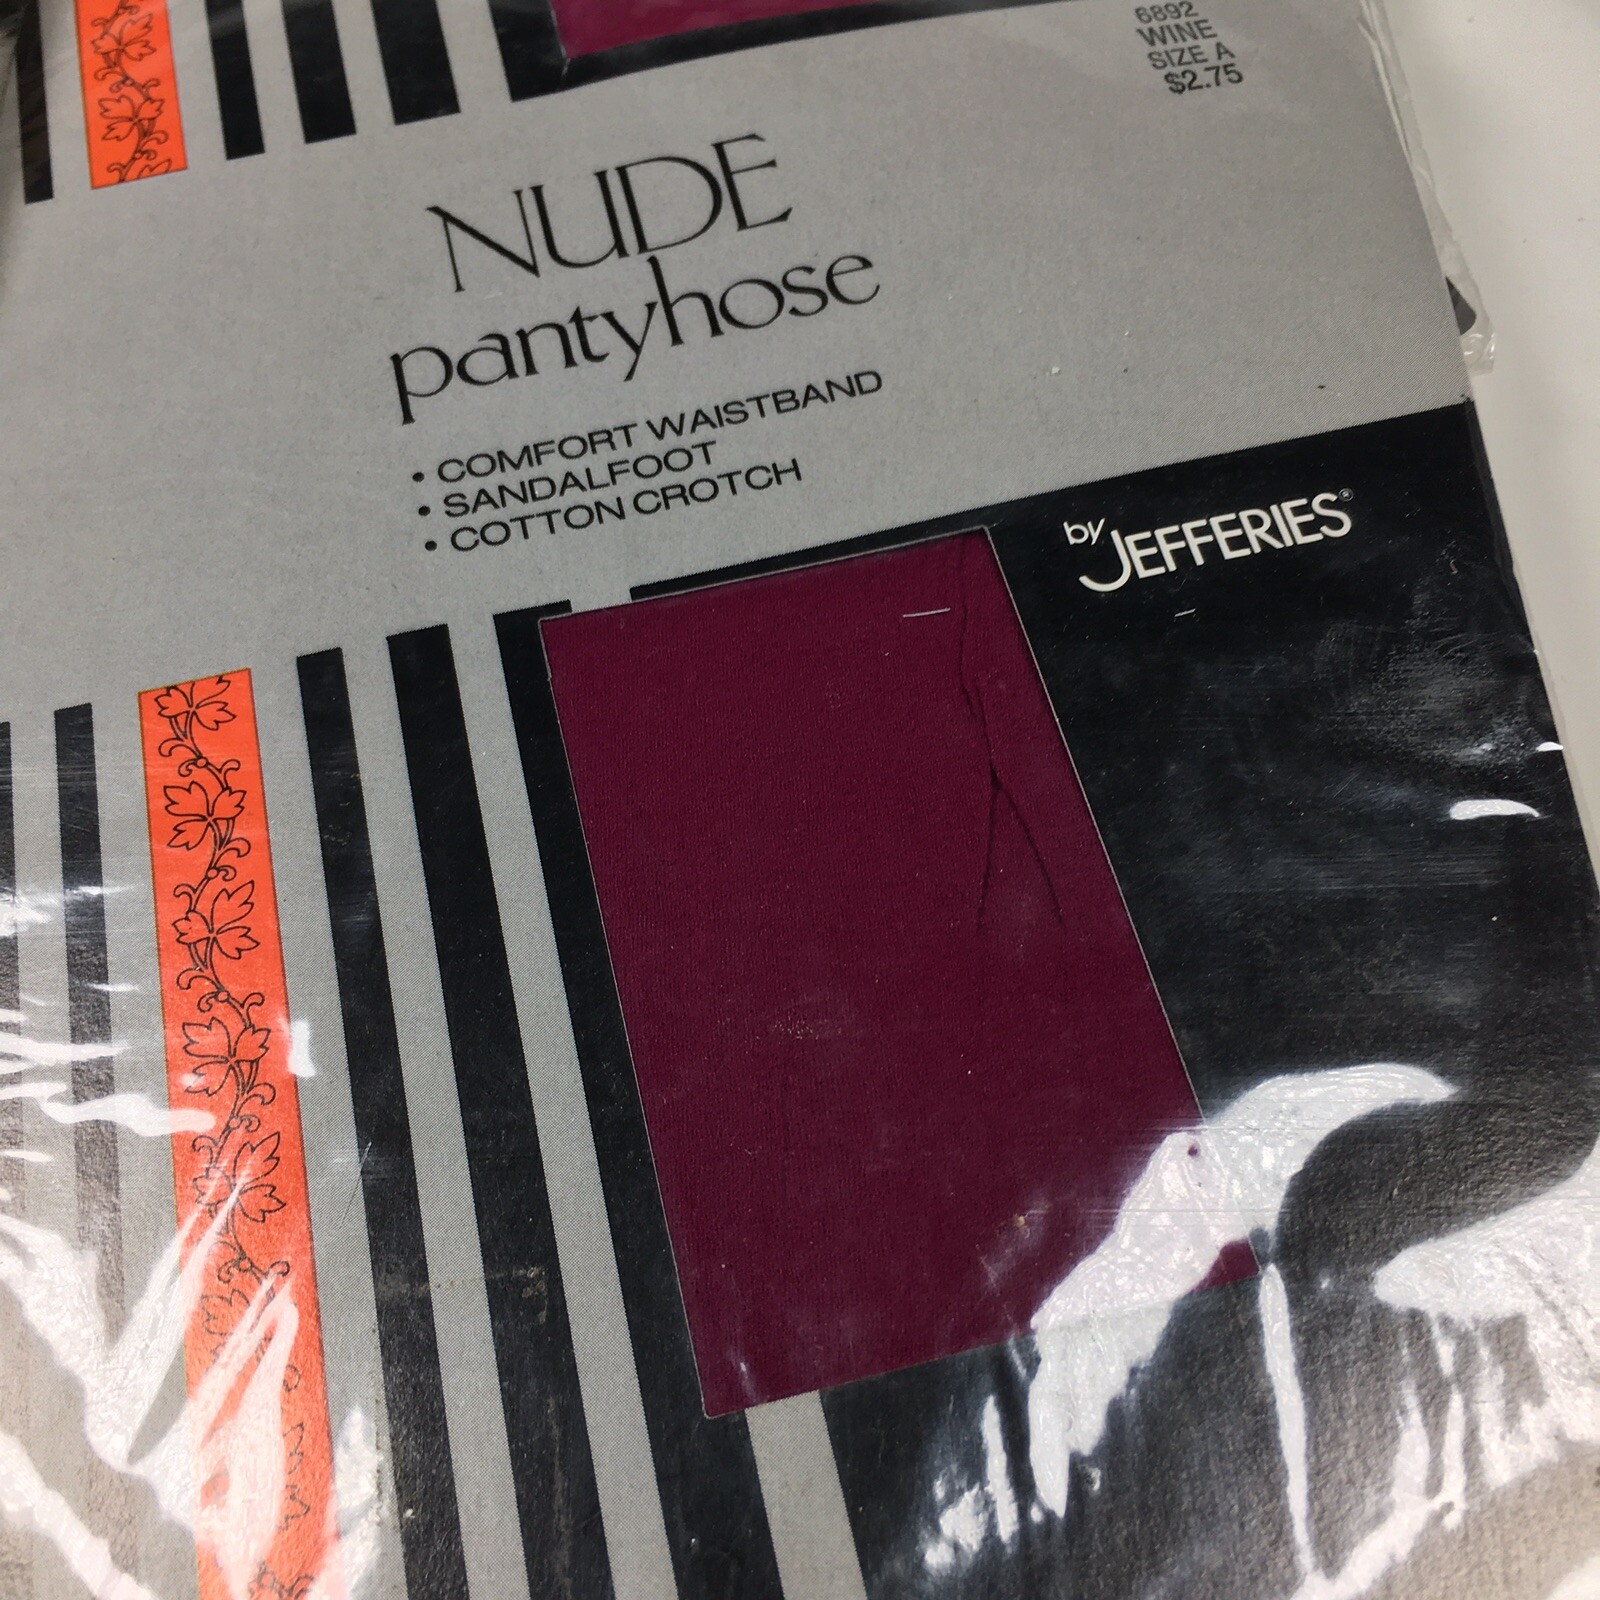 6892
WINE
SIZE A
$2.75
NUDE
pantyhose
• COMFORT WAISTBAND
• SANDALFOOT
• COTTON CROTCH
by JEFFERIES®